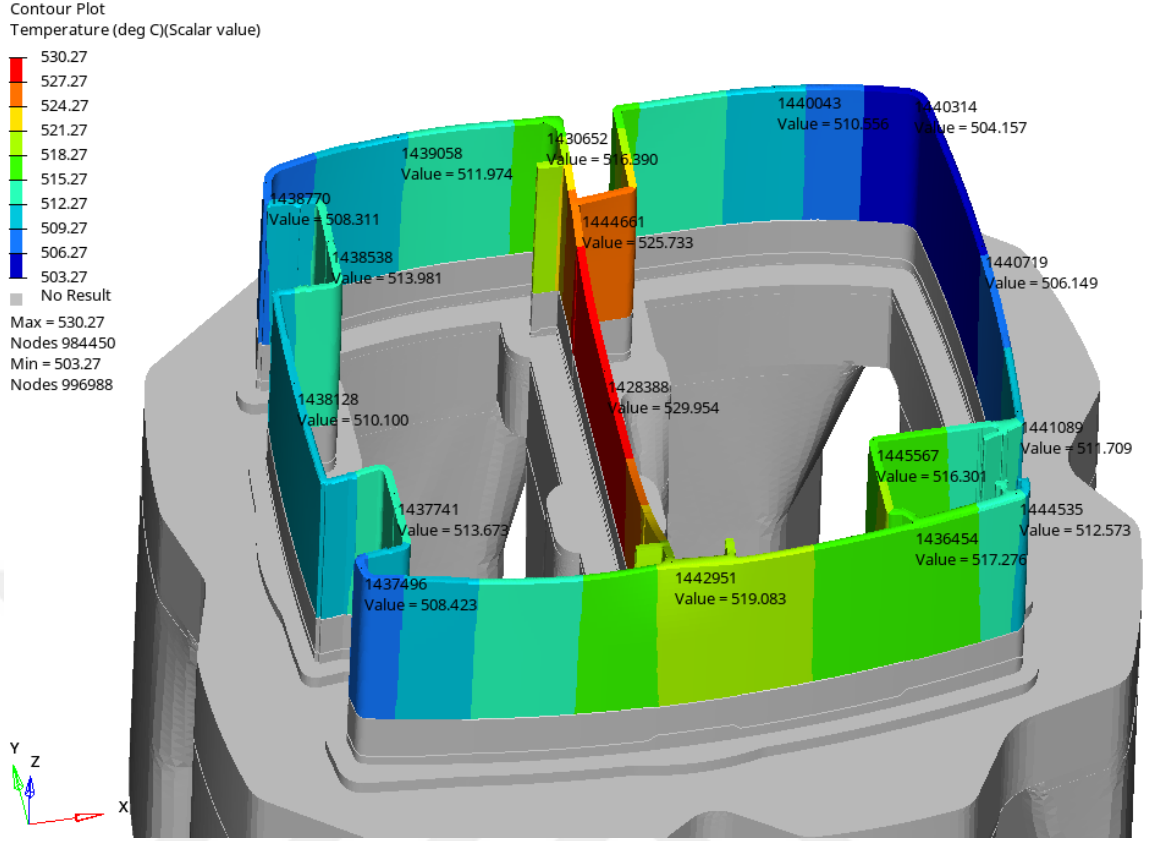 Contour Plot
Temperature (deg C)(Scalar value)
530.27
527.27
524.27
521.27
518.27
515.27
512.27
509.27
506.27
503.27
No Result
Max = 530.27
Nodes 984450
Min = 503.27
Nodes 996988
1440043
Value = 510.556
1440314
Value = 504.157
1430652
Value = 516.390
1439058
Value = 511.974
1438770
Value = 508.311
1444661
Value = 525.733
1438538
Value = 513.981
1440719
Value = 506.149
1428388
Value = 529.954
1438128
Value = 510.100
1441089
Value = 511.709
1445567
Value = 516.301
1437741
Value = 513.673
1444535
Value = 512.573
1436454
Value = 517.276
1442951
Value = 519.083
1437496
Value = 508.423
Y
Z
X